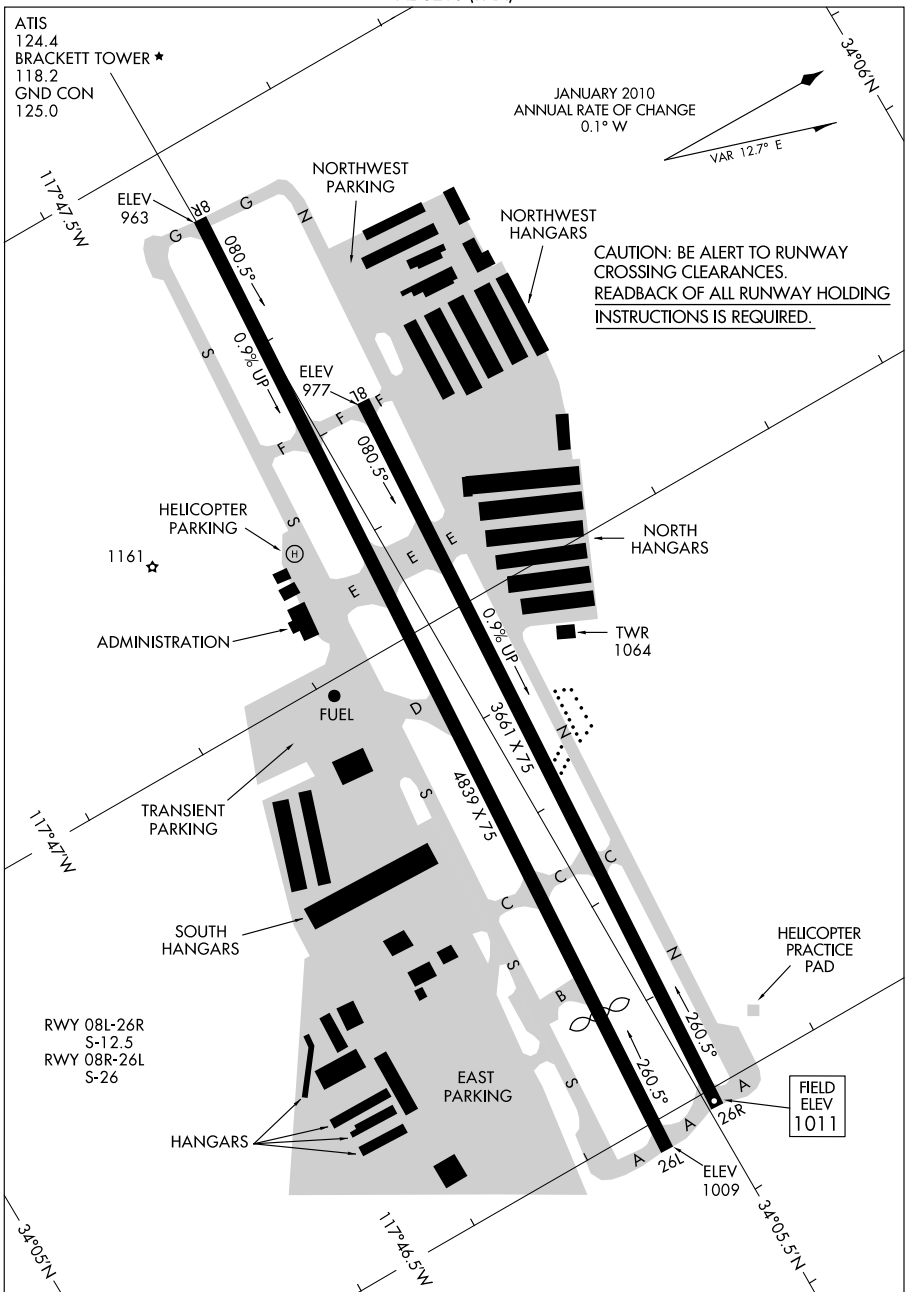 ATIS
124.4
BRACKETT TOWER ★
118.2
GND CON
125.0
JANUARY 2010
ANNUAL RATE OF CHANGE
0.1° W
VAR 12.7° E
34°06'N
117°47.5'W
ELEV
963
8R
G
G
N
NORTHWEST
PARKING
NORTHWEST
HANGARS
CAUTION: BE ALERT TO RUNWAY
CROSSING CLEARANCES.
READBACK OF ALL RUNWAY HOLDING
INSTRUCTIONS IS REQUIRED.
080.5°
S
0.9% UP
ELEV
977
8L
F
F
F
080.5°
S
HELICOPTER
PARKING
H
E
E
E
NORTH
HANGARS
1161
ADMINISTRATION
TWR
1064
0.9% UP
FUEL
D
N
3661 X 75
S
4839 X 75
TRANSIENT
PARKING
117°47'W
C
C
C
SOUTH
HANGARS
S
N
HELICOPTER
PRACTICE
PAD
B
RWY 08L-26R
S-12.5
RWY 08R-26L
S-26
260.5°
260.5°
S
EAST
PARKING
A
A
A
26R
FIELD
ELEV
1011
HANGARS
26L
ELEV
1009
34°05'N
117°46.5'W
34°05.5'N